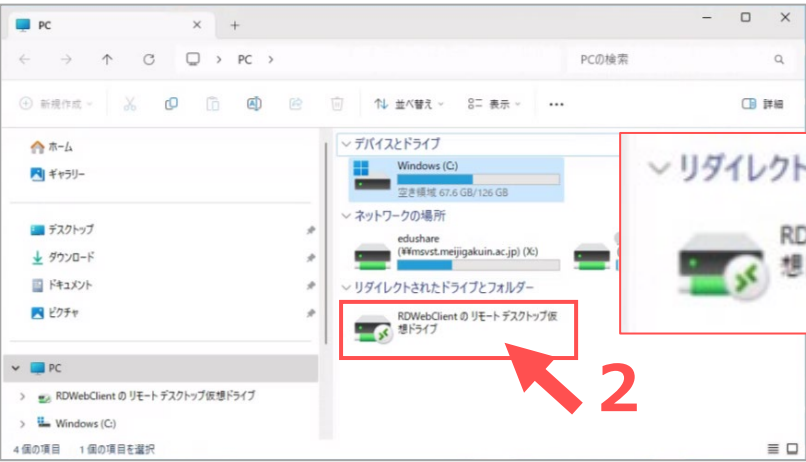 PC
PC
PCの検索
新規作成
並べ替え
表示
詳細
ホーム
ギャラリー
デスクトップ
ダウンロード
ドキュメント
ピクチャ
PC
RDWebClient の リモート デスクトップ仮想ドライブ
Windows (C:)
デバイスとドライブ
Windows (C:)
空き領域 67.6 GB/126 GB
ネットワークの場所
edushare
(¥¥msvst.meijigakuin.ac.jp) (X:)
リダイレクトされたドライブとフォルダー
RDWebClient の リモート デスクトップ仮
想ドライブ
リダイレクト
RD
想
2
4 個の項目
1 個の項目を選択